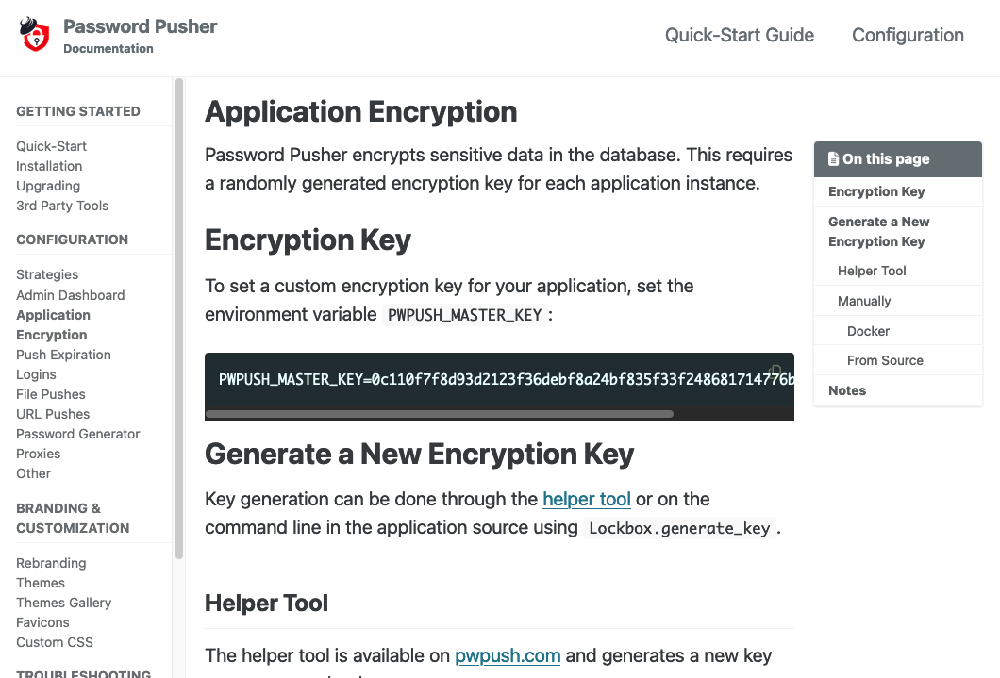 Password Pusher
Documentation
Quick-Start Guide
Configuration
GETTING STARTED
Quick-Start
Installation
Upgrading
3rd Party Tools
CONFIGURATION
Strategies
Admin Dashboard
Application
Encryption
Push Expiration
Logins
File Pushes
URL Pushes
Password Generator
Proxies
Other
BRANDING &
CUSTOMIZATION
Rebranding
Themes
Themes Gallery
Favicons
Custom CSS
TROUBLESHOOTING
Application Encryption
Password Pusher encrypts sensitive data in the database. This requires
a randomly generated encryption key for each application instance.
Encryption Key
To set a custom encryption key for your application, set the
environment variable PWPUSH_MASTER_KEY:
PWPUSH_MASTER_KEY=0c110f7f8d93d2123f36debf8a24bf835f33f248681714776b
Generate a New Encryption Key
Key generation can be done through the helper tool or on the
command line in the application source using Lockbox.generate_key.
Helper Tool
The helper tool is available on pwpush.com and generates a new key
On this page
Encryption Key
Generate a New
Encryption Key
Helper Tool
Manually
Docker
From Source
Notes